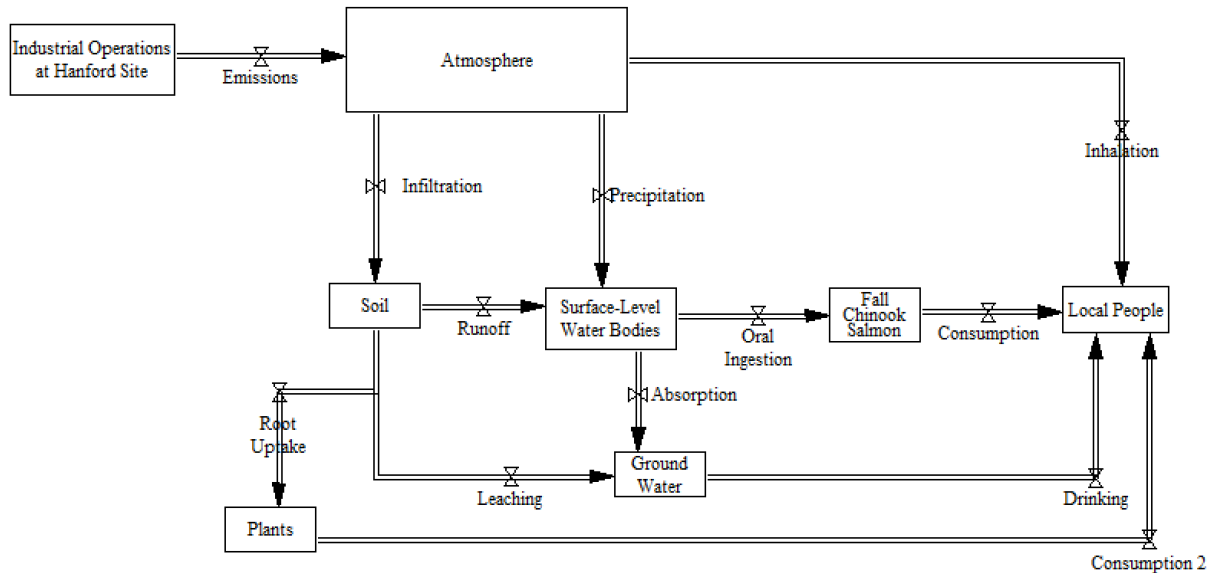 Industrial Operations
at Hanford Site
Emissions
Atmosphere
Inhalation
Infiltration
Precipitation
Soil
Runoff
Surface-Level
Water Bodies
Oral
Ingestion
Fall
Chinook
Salmon
Consumption
Local People
Root
Uptake
Absorption
Leaching
Ground
Water
Drinking
Plants
Consumption 2